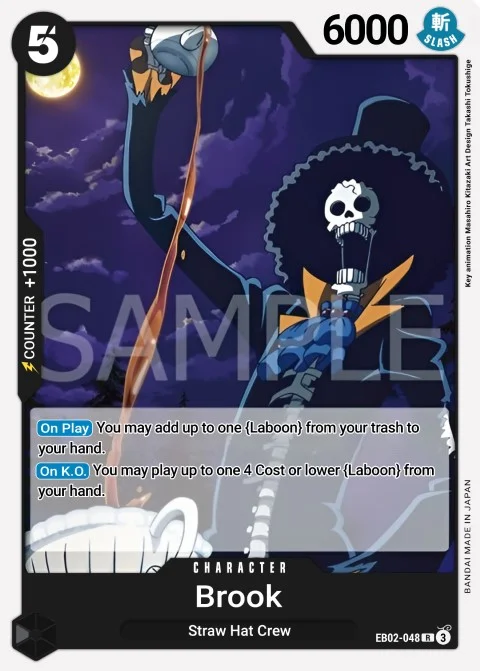 5
6000
斬
SLASH
Key animation Masahiro Kitazaki Art Design Takashi Tokushige
COUNTER +1000
SAMPLE
On Play You may add up to one {Laboon} from your trash to
your hand.
On K.O. You may play up to one 4 Cost or lower {Laboon} from
your hand.
BANDAI MADE IN JAPAN
CHARACTER
Brook
Straw Hat Crew
EB02-048 R 3